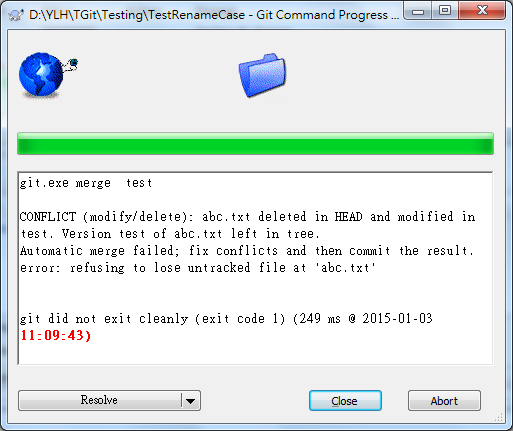 D:\YLH\TGit\Testing\TestRenameCase - Git Command Progress ...
git.exe merge  test
CONFLICT (modify/delete): abc.txt deleted in HEAD and modified in
test. Version test of abc.txt left in tree.
Automatic merge failed; fix conflicts and then commit the result.
error: refusing to lose untracked file at 'abc.txt'
git did not exit cleanly (exit code 1) (249 ms @ 2015-01-03
11:09:43)
Resolve Close Abort